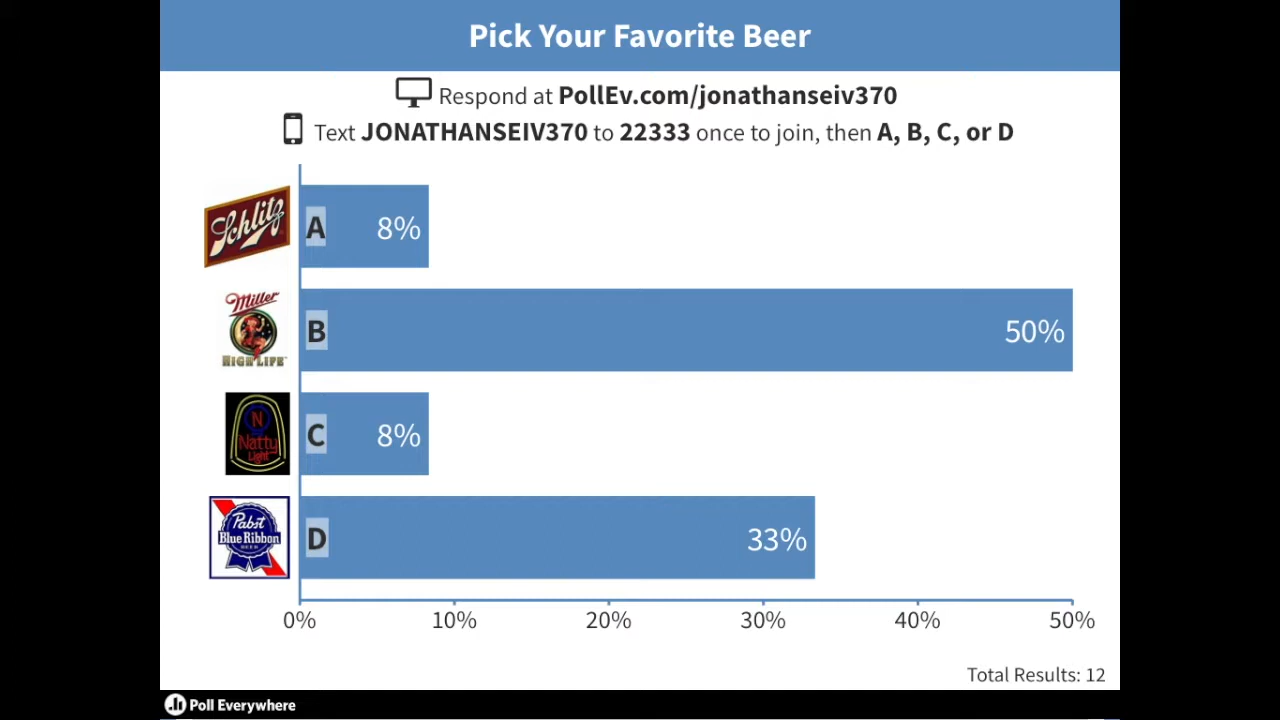 Pick Your Favorite Beer
Respond at PollEv.com/jonathanseiv370
Text JONATHANSEIV370 to 22333 once to join, then A, B, C, or D
Schlitz
A 8%
Miller
HIGH LIFE
B 50%
N
Natty
Light
C 8%
Pabst
Blue Ribbon
BEER
D 33%
0% 10% 20% 30% 40% 50%
Total Results: 12
Poll Everywhere